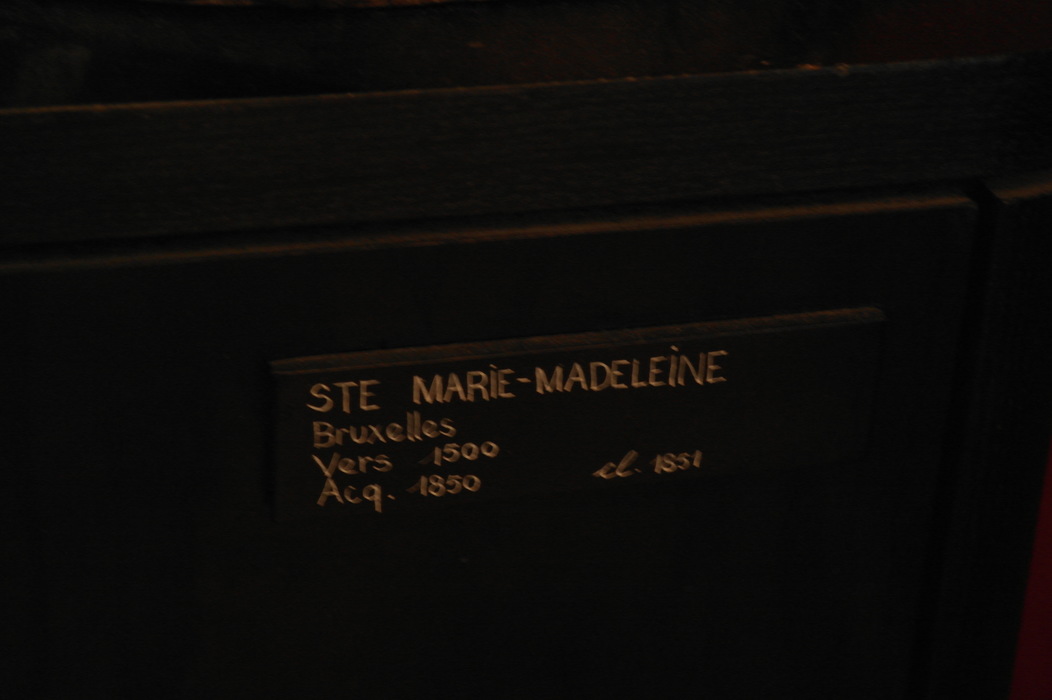 STE MARIE-MADELEINE
Bruxelles
Vers 1500
Acq. 1850 cl. 1851